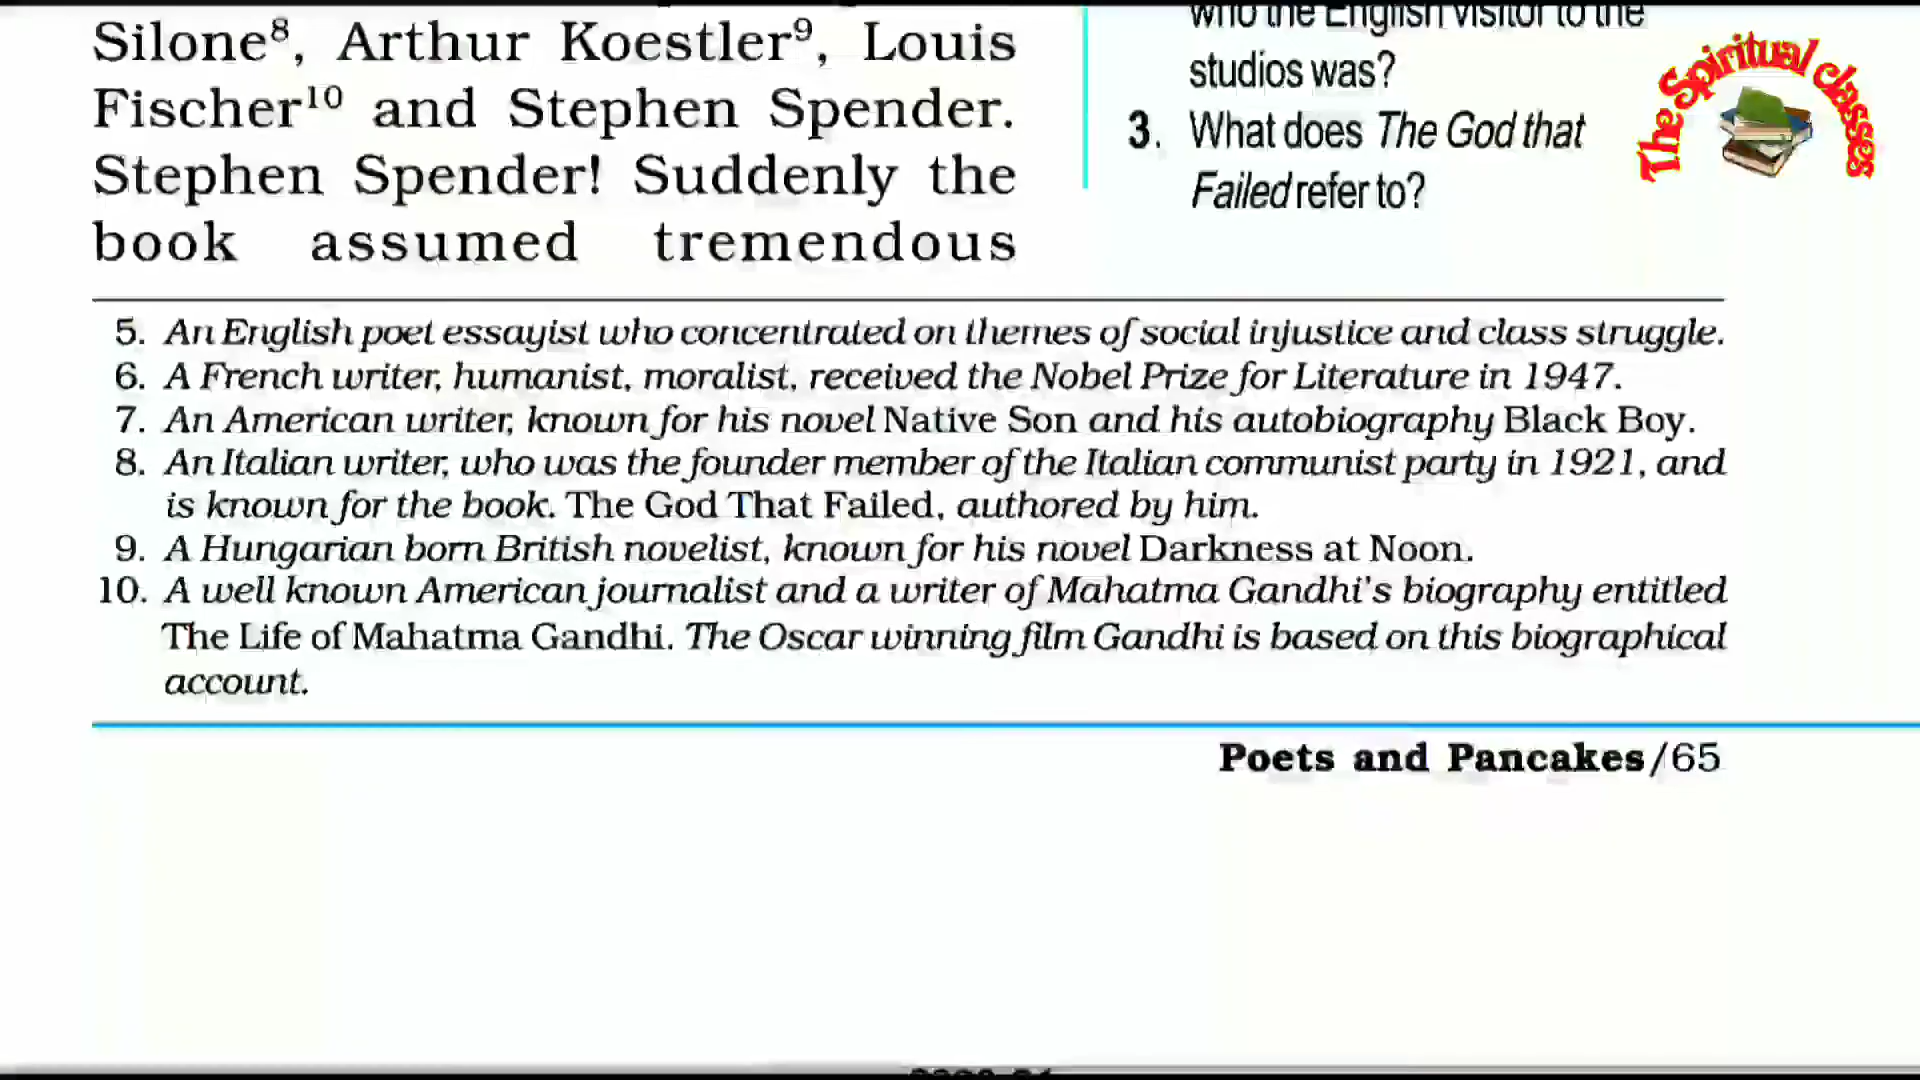 Silone⁸, Arthur Koestler⁹, Louis
Fischer¹⁰ and Stephen Spender.
Stephen Spender! Suddenly the
book assumed tremendous
who the English visitor to the
studios was?
3. What does The God that
Failed refer to?
The Spiritual classes
5. An English poet essayist who concentrated on themes of social injustice and class struggle.
6. A French writer, humanist, moralist, received the Nobel Prize for Literature in 1947.
7. An American writer, known for his novel Native Son and his autobiography Black Boy.
8. An Italian writer, who was the founder member of the Italian communist party in 1921, and
is known for the book. The God That Failed, authored by him.
9. A Hungarian born British novelist, known for his novel Darkness at Noon.
10. A well known American journalist and a writer of Mahatma Gandhi's biography entitled
The Life of Mahatma Gandhi. The Oscar winning film Gandhi is based on this biographical
account.
Poets and Pancakes/65